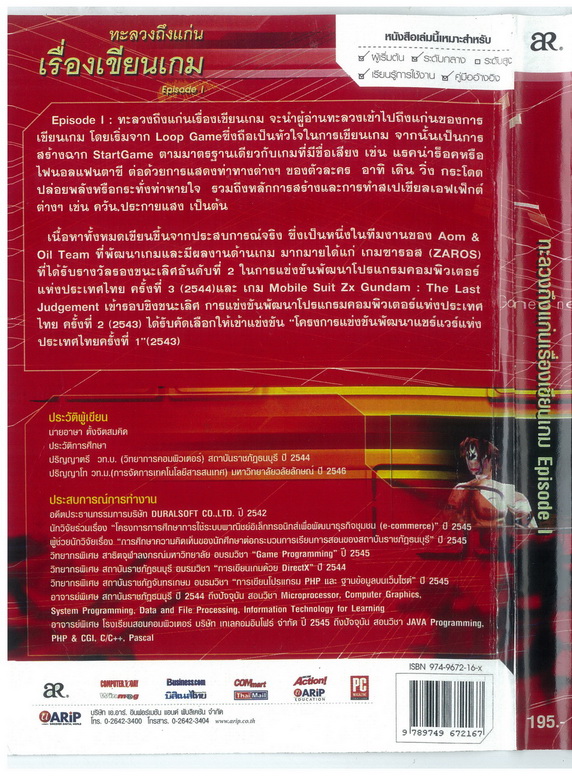 ทะลวงถึงแก่น
เรื่องเขียนเกม
Episode I
หนังสือเล่มนี้เหมาะสำหรับ
ผู้เริ่มต้น ระดับกลาง ระดับสูง
เรียนรู้การใช้งาน คู่มืออ้างอิง
Episode I : ทะลวงถึงแก่นเรื่องเขียนเกม จะนำผู้อ่านทะลวงเข้าไปถึงแก่นของการ
เขียนเกม โดยเริ่มจาก Loop Gameซึ่งถือเป็นหัวใจในการเขียนเกม จากนั้นเป็นการ
สร้างฉาก StartGame ตามมาตรฐานเดียวกับเกมที่มีชื่อเสียง เช่น แรคน่าร็อคหรือ
ไฟนอลแฟนตาซี ต่อด้วยการแสดงท่าทางต่างๆ ของตัวละคร อาทิ เดิน วิ่ง กระโดด
ปล่อยพลังหรือกระทั่งท่าหายใจ รวมถึงหลักการสร้างและการทำสเปเชียลเอฟเฟ็กต์
ต่างๆ เช่น ควัน,ประกายแสง เป็นต้น
เนื้อหาทั้งหมดเขียนขึ้นจากประสบการณ์จริง ซึ่งเป็นหนึ่งในทีมงานของ Aom &
Oil Team ที่พัฒนาเกมและมีผลงานด้านเกม มากมายได้แก่ เกมซารอส (ZAROS)
ที่ได้รับรางวัลรองชนะเลิศอันดับที่ 2 ในการแข่งขันพัฒนาโปรแกรมคอมพิวเตอร์
แห่งประเทศไทย ครั้งที่ 3 (2544)และ เกม Mobile Suit Zx Gundam : The Last
Judgement เข้ารอบชิงชนะเลิศ การแข่งขันพัฒนาโปรแกรมคอมพิวเตอร์แห่งประเทศ
ไทย ครั้งที่ 2 (2543) ได้รับคัดเลือกให้เข้าแข่งขัน "โครงการแข่งขันพัฒนาแชร์แวร์แห่ง
ประเทศไทยครั้งที่ 1"(2543)
ประวัติผู้เขียน
นายอาษา ตั้งจิตสมคิด
ประวัติการศึกษา
ปริญญาตรี วท.บ. (วิทยาการคอมพิวเตอร์) สถาบันราชภัฏธนบุรี ปี 2544
ปริญญาโท วท.ม.(การจัดการเทคโนโลยีสารสนเทศ) มหาวิทยาลัยวลัยลักษณ์ ปี 2546
ประสบการณ์การทำงาน
อดีตประธานกรรมการบริษัท DURALSOFT CO.,LTD. ปี 2542
นักวิจัยร่วมเรื่อง "โครงการการศึกษาการใช้ระบบพาณิชย์อิเล็กทรอนิกส์เพื่อพัฒนาธุรกิจชุมชน (e-commerce)" ปี 2545
ผู้ช่วยนักวิจัยเรื่อง "การศึกษาความคิดเห็นของนักศึกษาต่อกระบวนการเรียนการสอนของสถาบันราชภัฏธนบุรี" ปี 2545
วิทยากรพิเศษ สาธิตจุฬาลงกรณ์มหาวิทยาลัย อบรมวิชา "Game Programming" ปี 2545
วิทยากรพิเศษ สถาบันราชภัฏธนบุรี อบรมวิชา "การเขียนเกมด้วย DirectX" ปี 2544
วิทยากรพิเศษ สถาบันราชภัฏจันทรเกษม อบรมวิชา "การเขียนโปรแกรม PHP และ ฐานข้อมูลบนเว็บไซต์" ปี 2545
อาจารย์พิเศษ สถาบันราชภัฏธนบุรี ปี 2544 ถึงปัจจุบัน สอนวิชา Microprocessor, Computer Graphics,
System Programming, Data and File Processing, Information Technology for Learning
อาจารย์พิเศษ โรงเรียนสอนคอมพิวเตอร์ บริษัท เทเลคอมอินโฟร์ จำกัด ปี 2545 ถึงปัจจุบัน สอนวิชา JAVA Programming,
PHP & CGI, C/C++, Pascal
ISBN 974-9672-16-x
9 789749 672167
AR
COMPUTER TODAY
Winmag
Business.com
บิสิเนสไทย
COMmart
ThaiMail
Action!
ARiP
EDUCATION
PC
MAGAZINE
ARiP
บริษัท เอ.อาร์. อินฟอร์เมชัน แอนด์ พับลิเคชัน จำกัด
โทร. 0-2642-3400 โทรสาร. 0-2642-3404 www.arip.co.th
AR
ทะลวงถึงแก่นเรื่องเขียนเกม Episode I
195.-